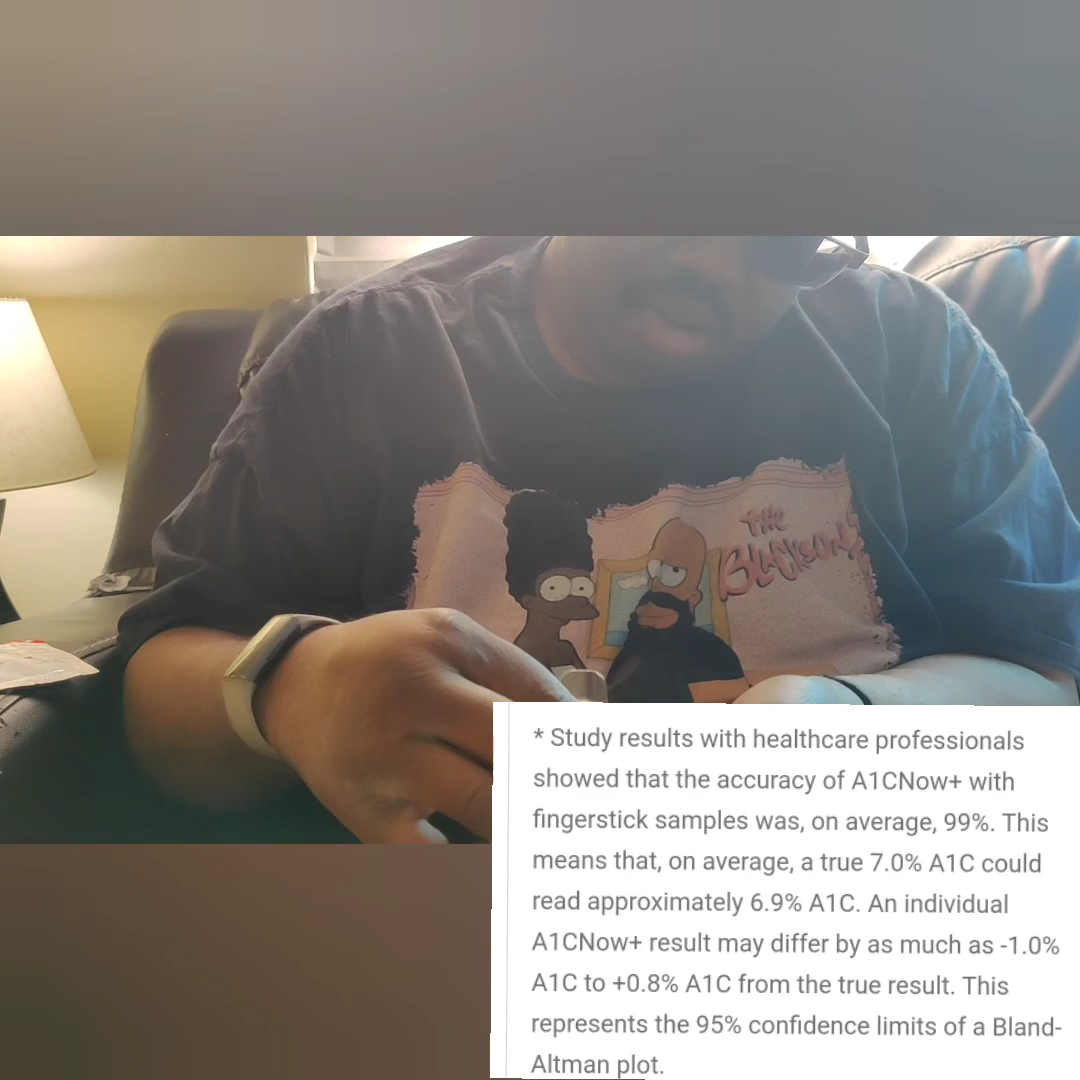 THE
BLACKSONS
* Study results with healthcare professionals
showed that the accuracy of A1CNow+ with
fingerstick samples was, on average, 99%. This
means that, on average, a true 7.0% A1C could
read approximately 6.9% A1C. An individual
A1CNow+ result may differ by as much as -1.0%
A1C to +0.8% A1C from the true result. This
represents the 95% confidence limits of a Bland-
Altman plot.